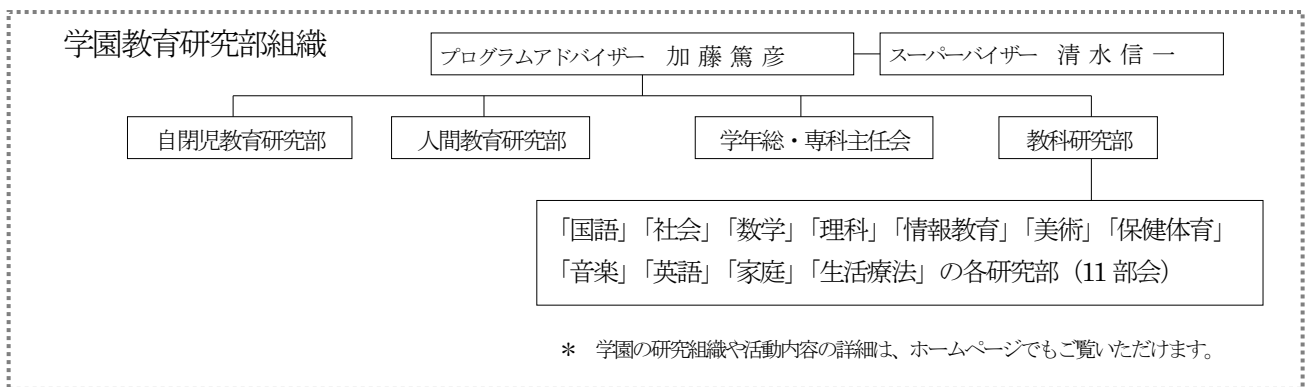 学園教育研究部組織
プログラムアドバイザー 加藤篤彦
スーパーバイザー 清水信一
自閉児教育研究部
人間教育研究部
学年総・専科主任会
教科研究部
「国語」「社会」「数学」「理科」「情報教育」「美術」「保健体育」
「音楽」「英語」「家庭」「生活療法」の各研究部（11 部会）
＊ 学園の研究組織や活動内容の詳細は、ホームページでもご覧いただけます。